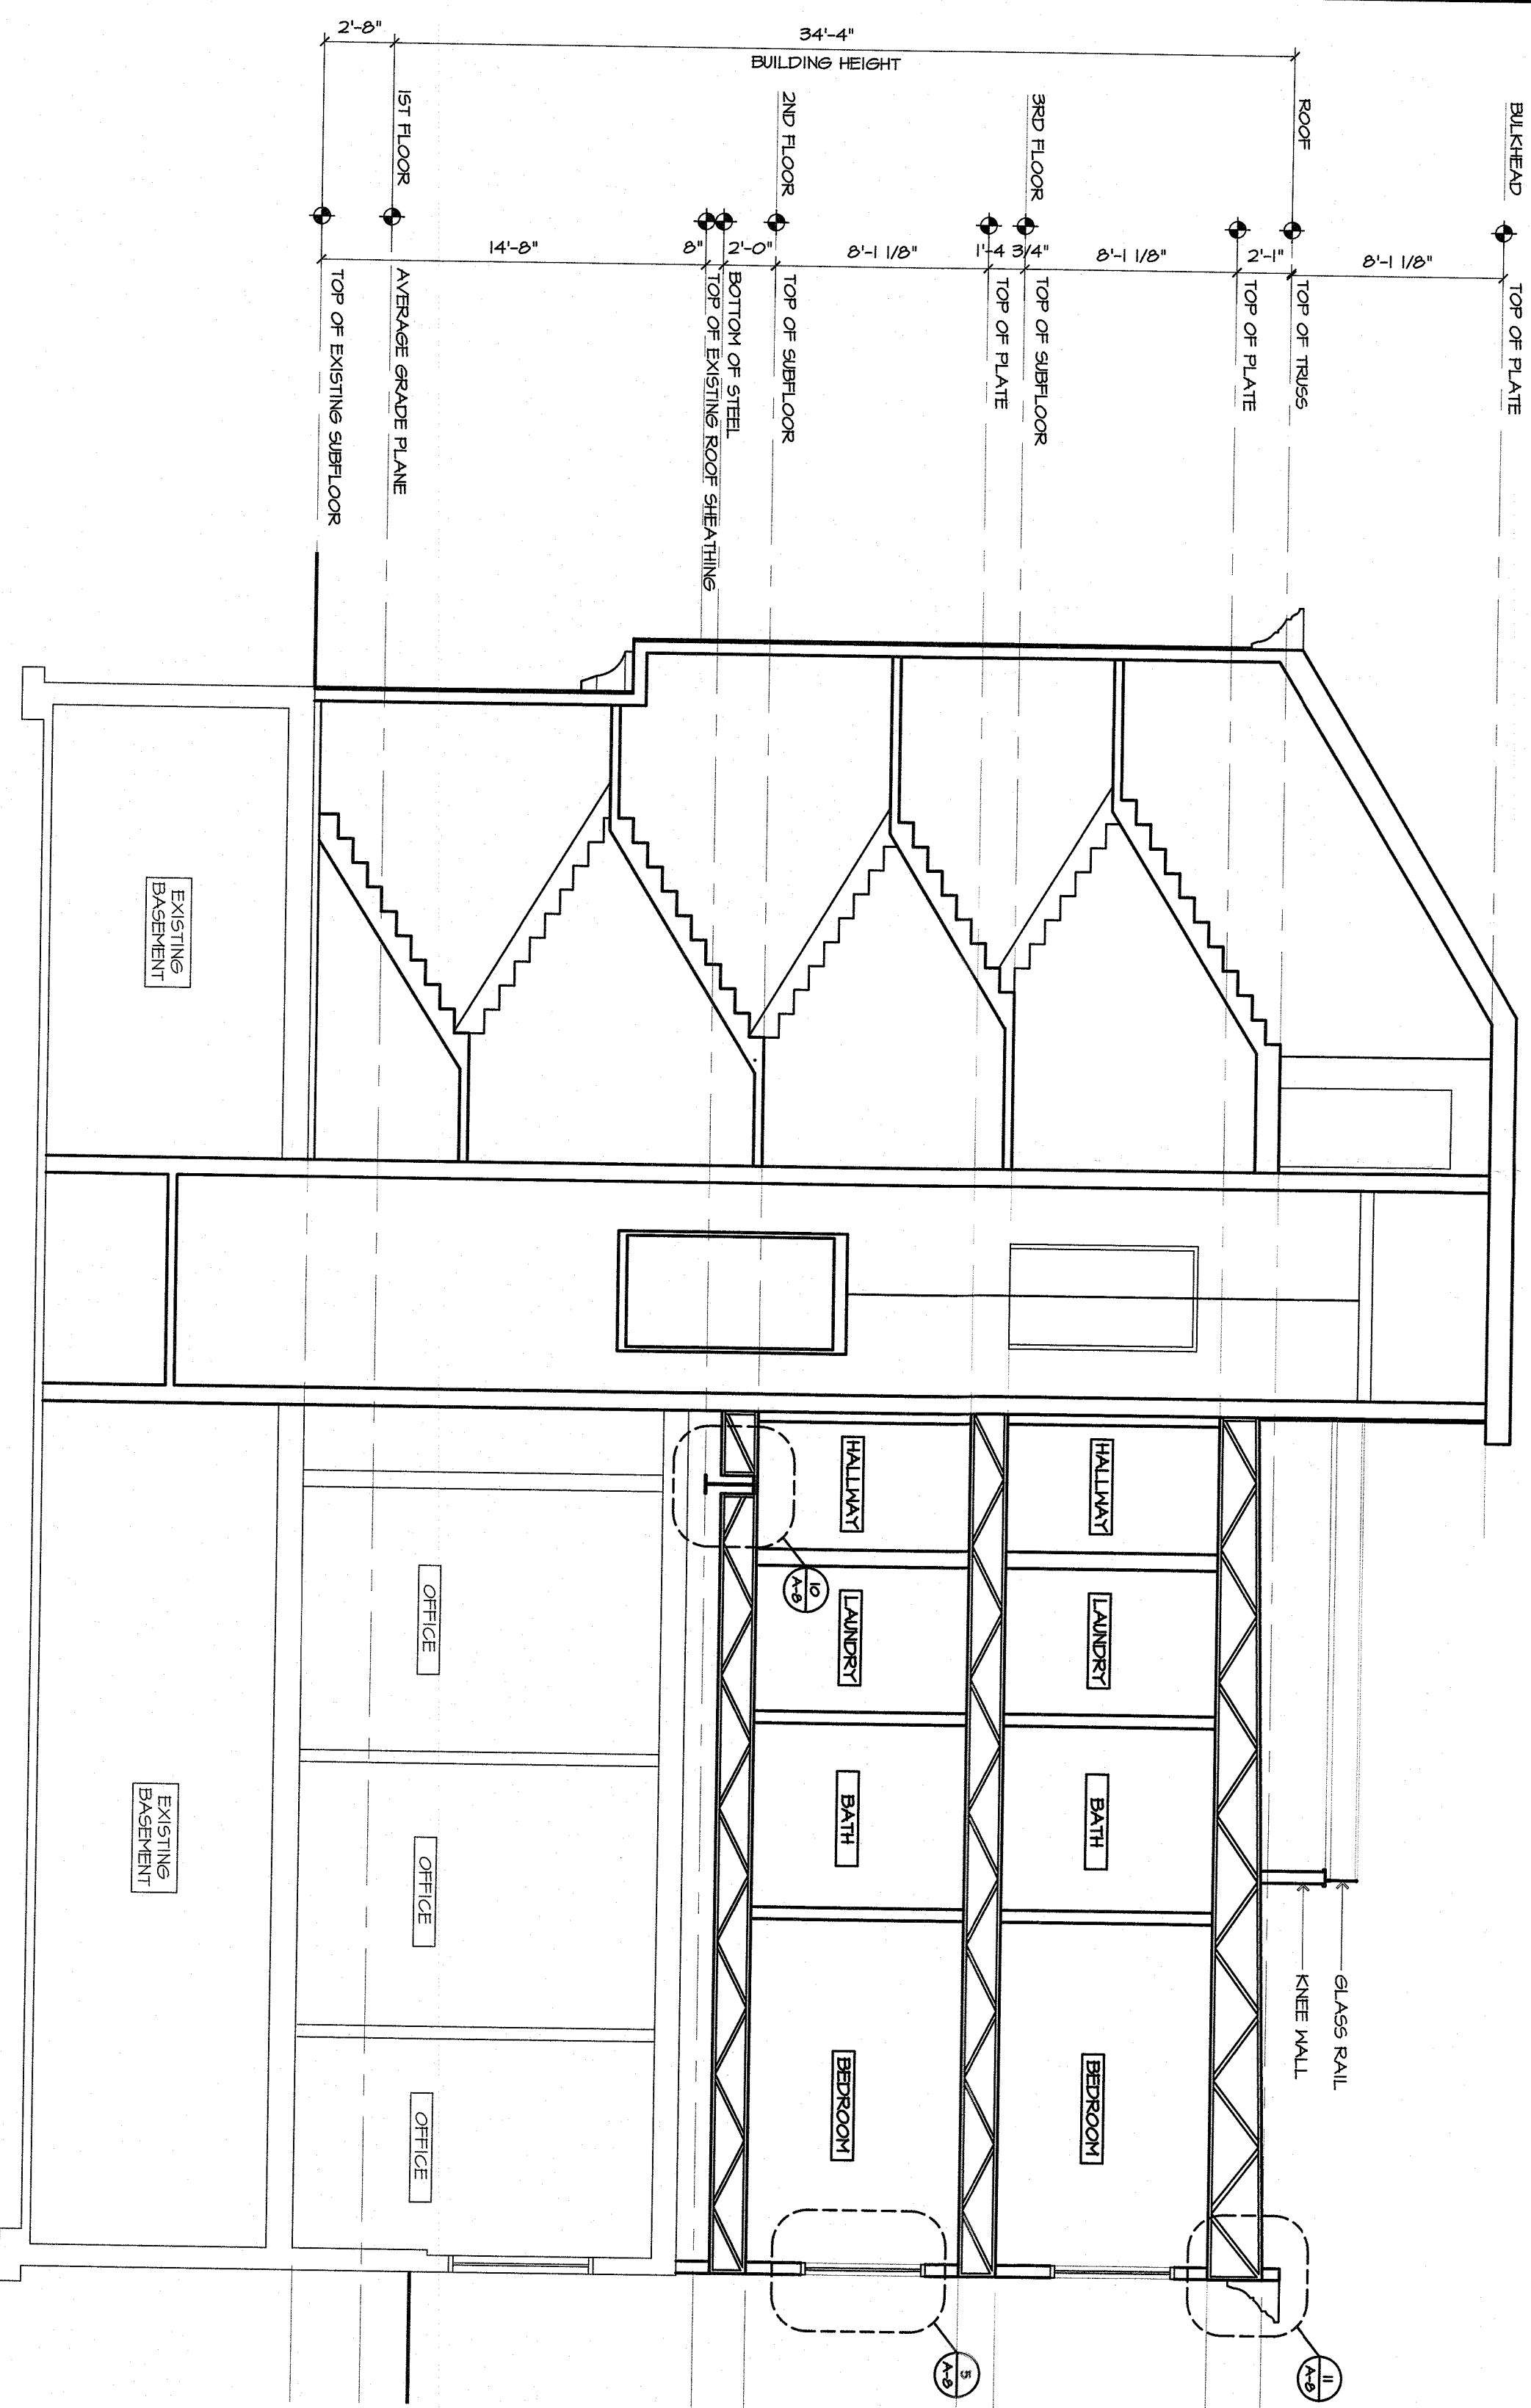 2'-8"
34'-4"
BUILDING HEIGHT
BULKHEAD
ROOF
3RD FLOOR
2ND FLOOR
1ST FLOOR
14'-8"
8"
2'-0"
8'-1 1/8"
1'-4 3/4"
8'-1 1/8"
2'-1"
8'-1 1/8"
TOP OF PLATE
TOP OF TRUSS
TOP OF PLATE
TOP OF SUBFLOOR
TOP OF PLATE
TOP OF SUBFLOOR
BOTTOM OF STEEL
TOP OF EXISTING ROOF SHEATHING
AVERAGE GRADE PLANE
TOP OF EXISTING SUBFLOOR
EXISTING
BASEMENT
HALLWAY
HALLWAY
10
A-8
LAUNDRY
LAUNDRY
OFFICE
BATH
BATH
OFFICE
EXISTING
BASEMENT
GLASS RAIL
KNEE WALL
BEDROOM
BEDROOM
OFFICE
11
A-8
5
A-8